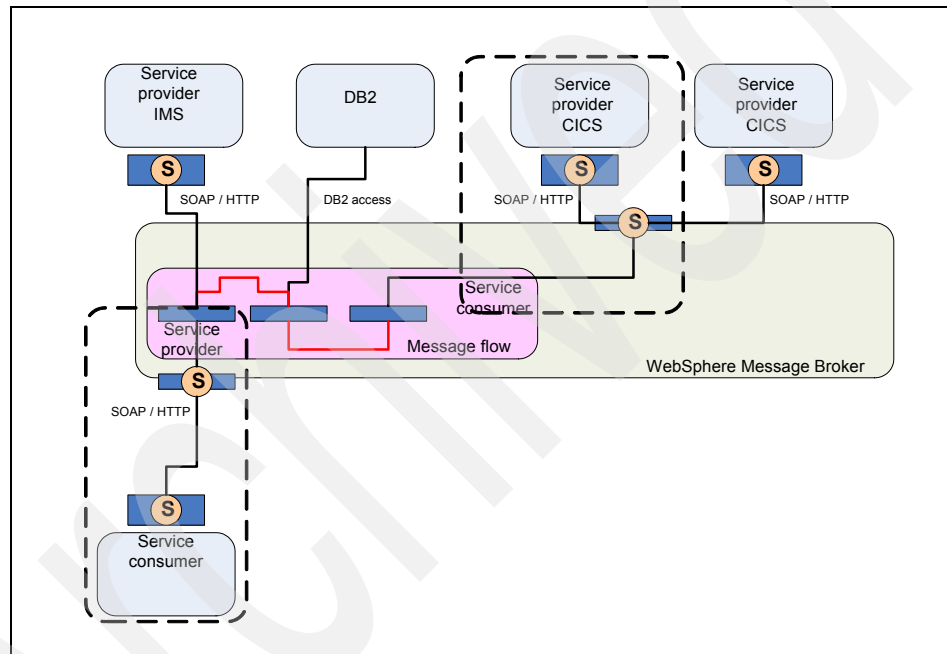 Service
provider
IMS
DB2
Service
provider
CICS
Service
provider
CICS
S
S
S
SOAP / HTTP
DB2 access
SOAP / HTTP
SOAP / HTTP
S
Service
consumer
Service
provider
Message flow
WebSphere Message Broker
S
SOAP / HTTP
S
Service
consumer